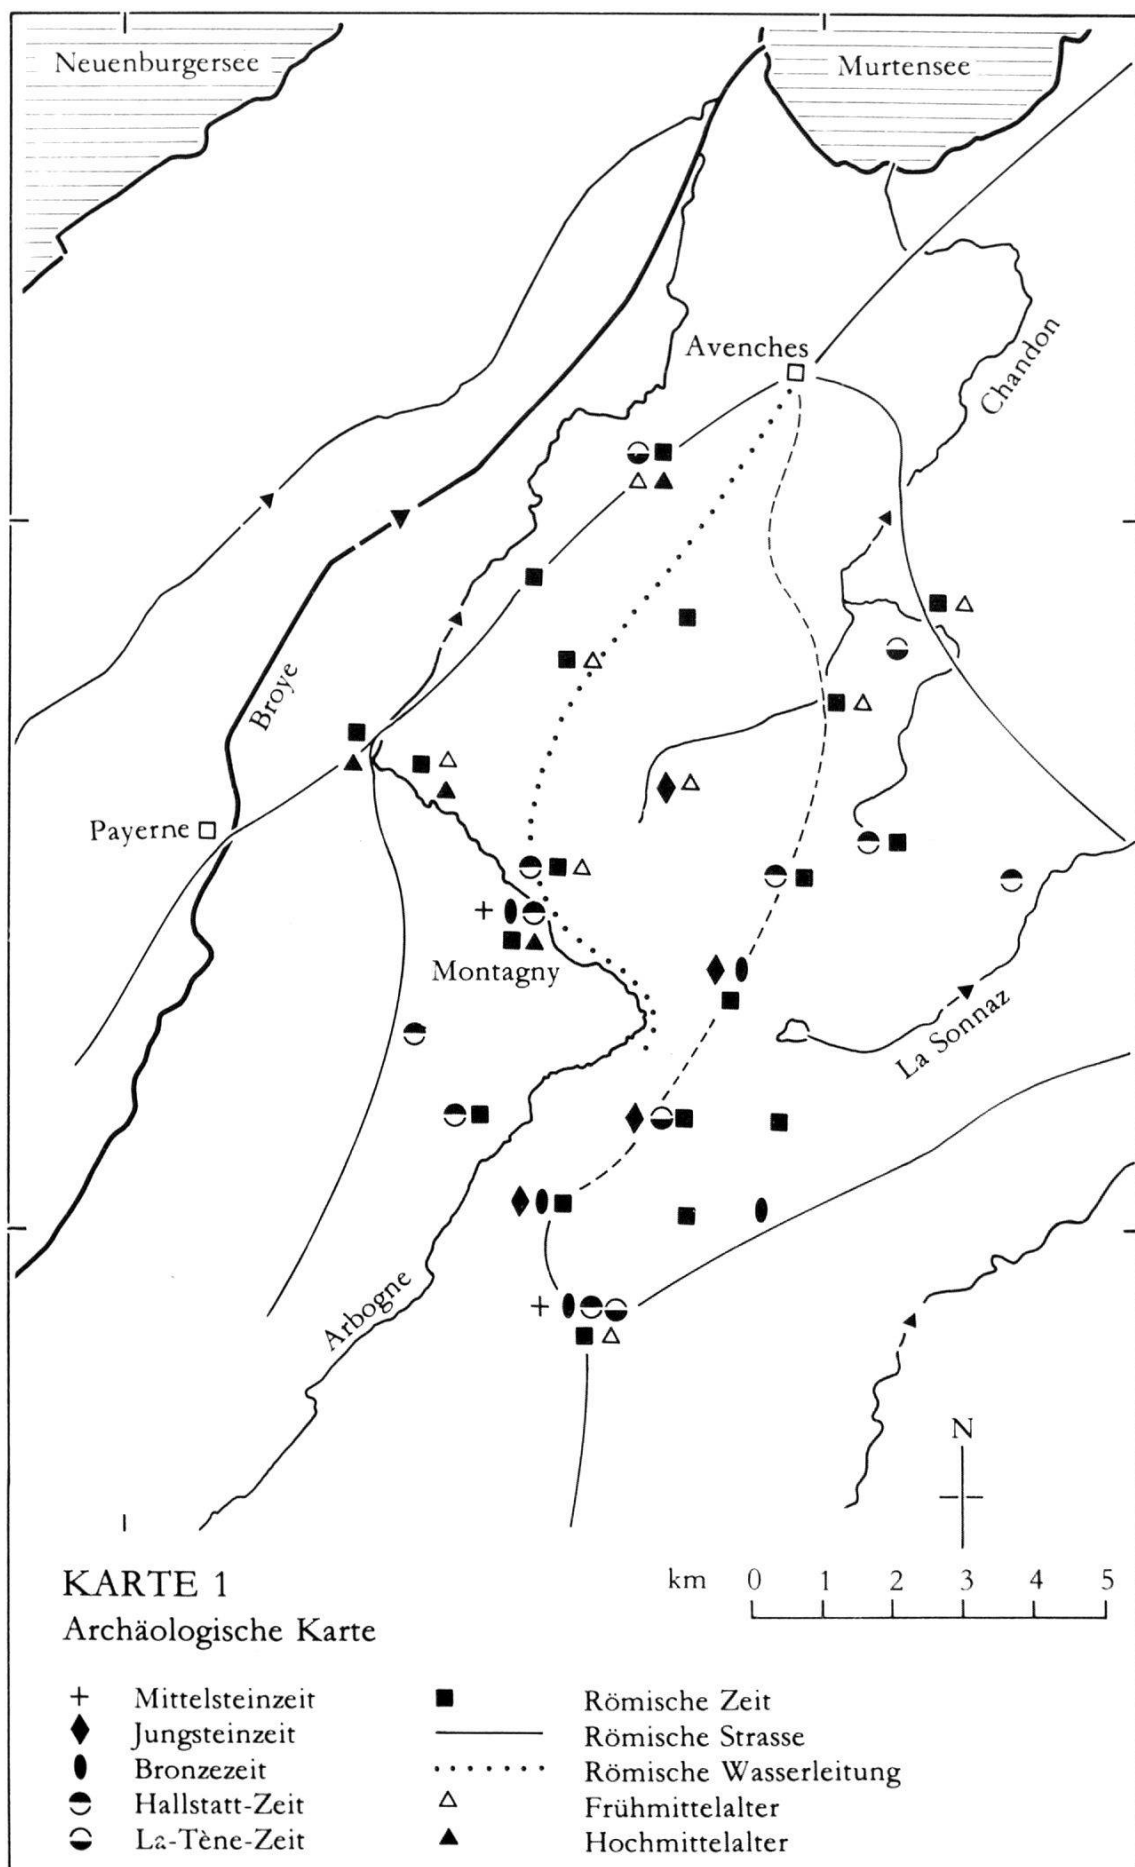 Neuenburgersee
Murtensee
Avenches
Chandon
Broye
Payerne
Montagny
La Sonnaz
Arbogne
N
KARTE 1
km 0 1 2 3 4 5
Archäologische Karte
Mittelsteinzeit
Jungsteinzeit
Bronzezeit
Hallstatt-Zeit
La-Tène-Zeit
Römische Zeit
Römische Strasse
Römische Wasserleitung
Frühmittelalter
Hochmittelalter